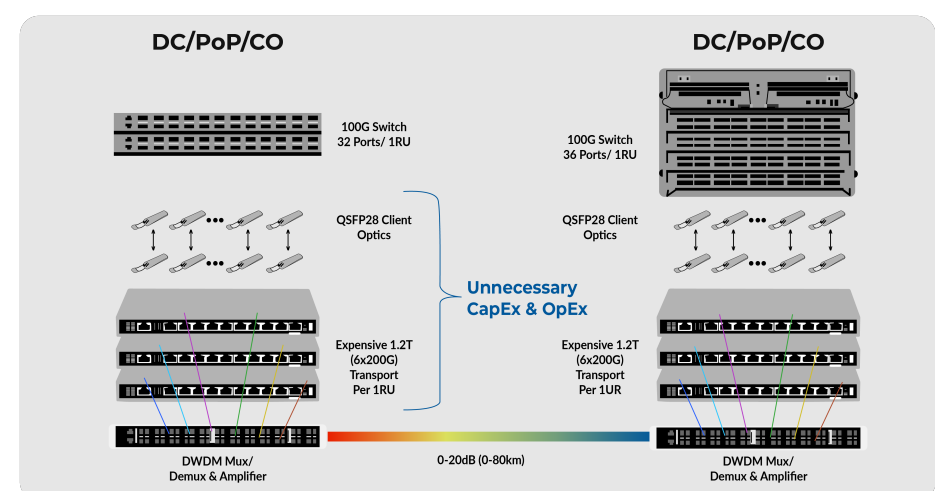 DC/PoP/CO
DC/PoP/CO
100G Switch
32 Ports/ 1RU
100G Switch
36 Ports/ 1RU
QSFP28 Client
Optics
QSFP28 Client
Optics
Unnecessary
CapEx & OpEx
Expensive 1.2T
(6x200G)
Transport
Per 1RU
Expensive 1.2T
(6x200G)
Transport
Per 1UR
DWDM Mux/
Demux & Amplifier
0-20dB (0-80km)
DWDM Mux/
Demux & Amplifier